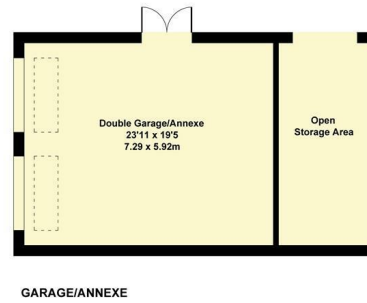 Double Garage/Annexe
23'11 x 19'5
7.29 x 5.92m
Open
Storage Area
GARAGE/ANNEXE